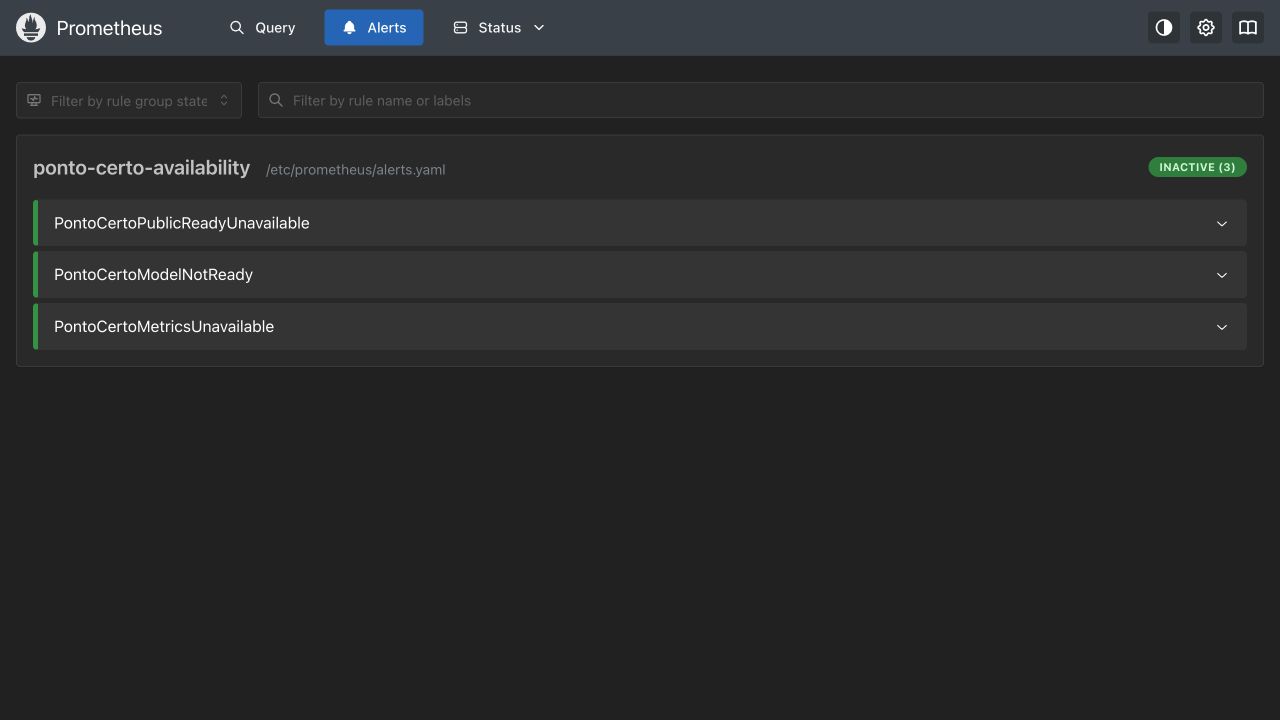 Prometheus Query Alerts Status
Filter by rule group state Filter by rule name or labels
ponto-certo-availability /etc/prometheus/alerts.yaml INACTIVE (3)
PontoCertoPublicReadyUnavailable
PontoCertoModelNotReady
PontoCertoMetricsUnavailable